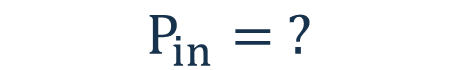 P_in = ?